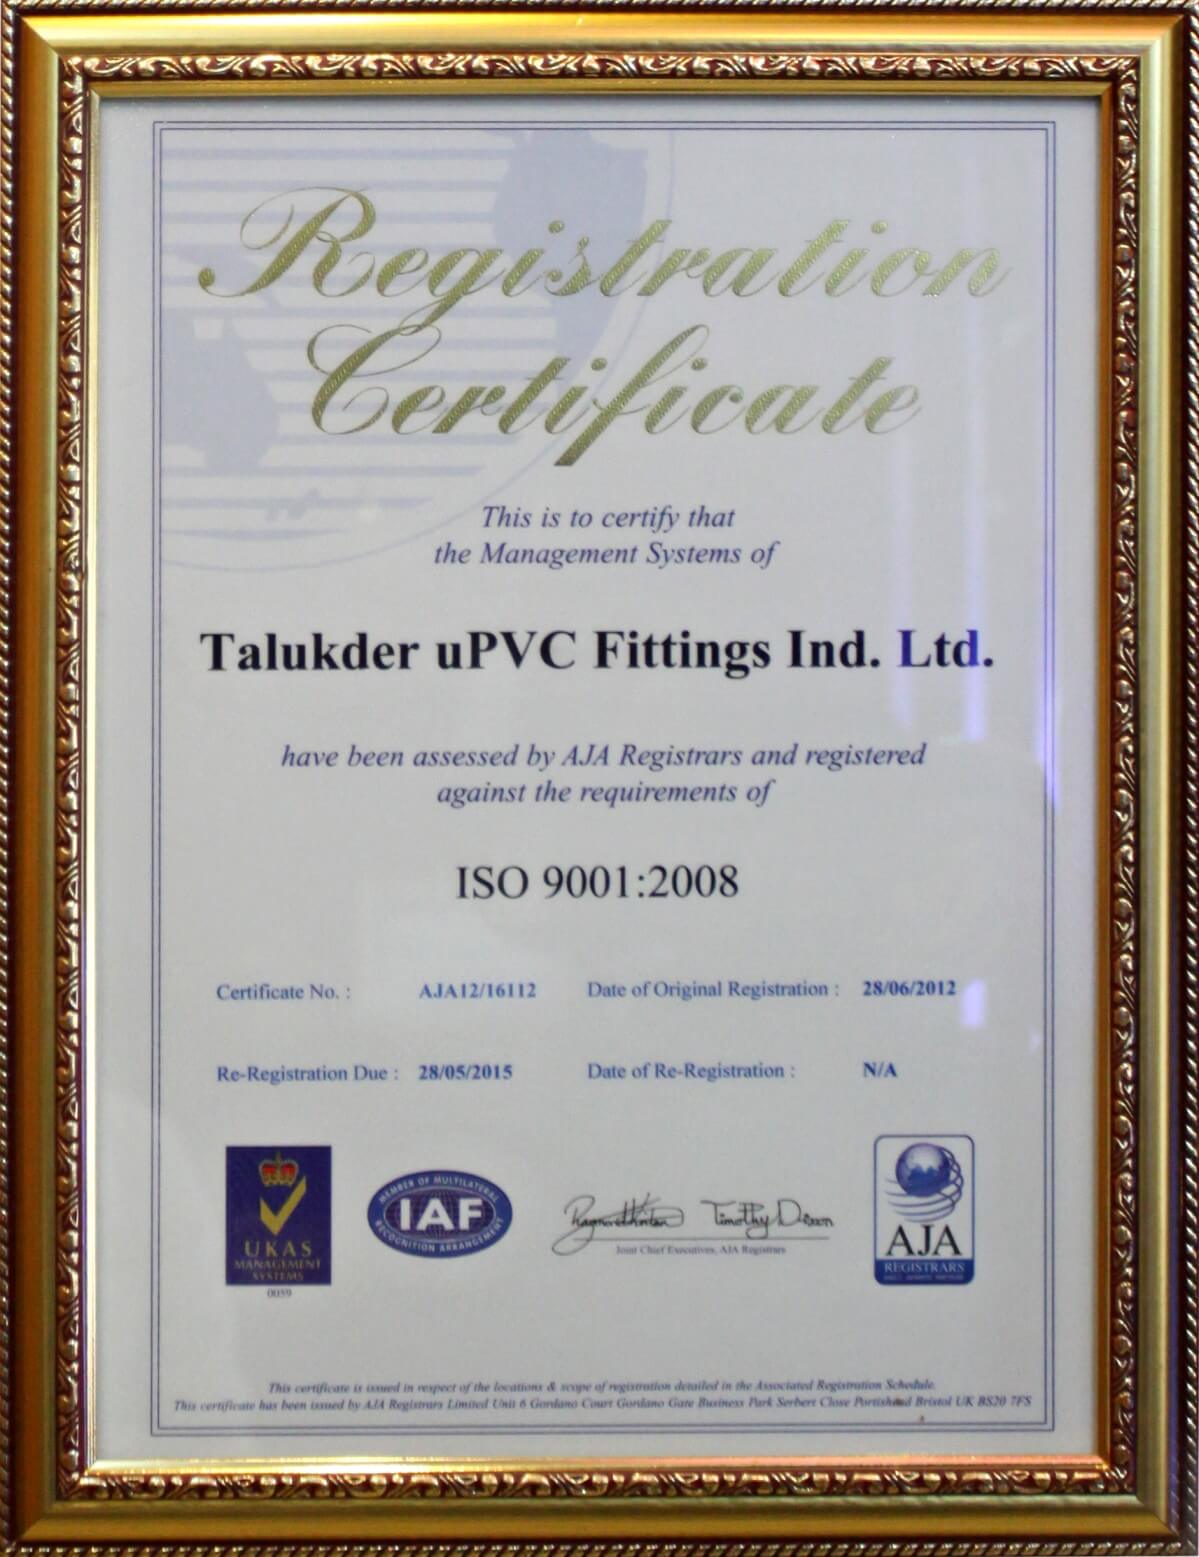 Registration
Certificate
This is to certify that
the Management Systems of
Talukder uPVC Fittings Ind. Ltd.
have been assessed by AJA Registrars and registered
against the requirements of
ISO 9001:2008
Certificate No. : AJA12/16112 Date of Original Registration : 28/06/2012
Re-Registration Due : 28/05/2015 Date of Re-Registration : N/A
UKAS
MANAGEMENT
SYSTEMS
0059
MEMBER OF MULTILATERAL
IAF
RECOGNITION ARRANGEMENT
Timothy Dixon
Joint Chief Executives, AJA Registrars
AJA
REGISTRARS
This certificate is issued in respect of the locations & scope of registration detailed in the Associated Registration Schedule.
This certificate has been issued by AJA Registrars Limited Unit 6 Gordano Court Gordano Gate Business Park Serbert Close Portishead Bristol UK BS20 7FS